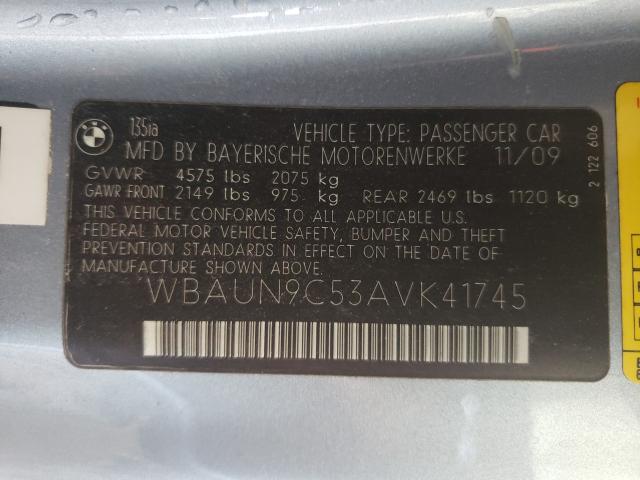 BMW
135ia
VEHICLE TYPE: PASSENGER CAR
MFD BY BAYERISCHE MOTORENWERKE 11/09
GVWR 4575 lbs 2075 kg
GAWR FRONT 2149 lbs 975 kg REAR 2469 lbs 1120 kg
THIS VEHICLE CONFORMS TO ALL APPLICABLE U.S.
FEDERAL MOTOR VEHICLE SAFETY, BUMPER AND THEFT
PREVENTION STANDARDS IN EFFECT ON THE DATE OF
MANUFACTURE SHOWN ABOVE.
WBAUN9C53AVK41745
2 122 606